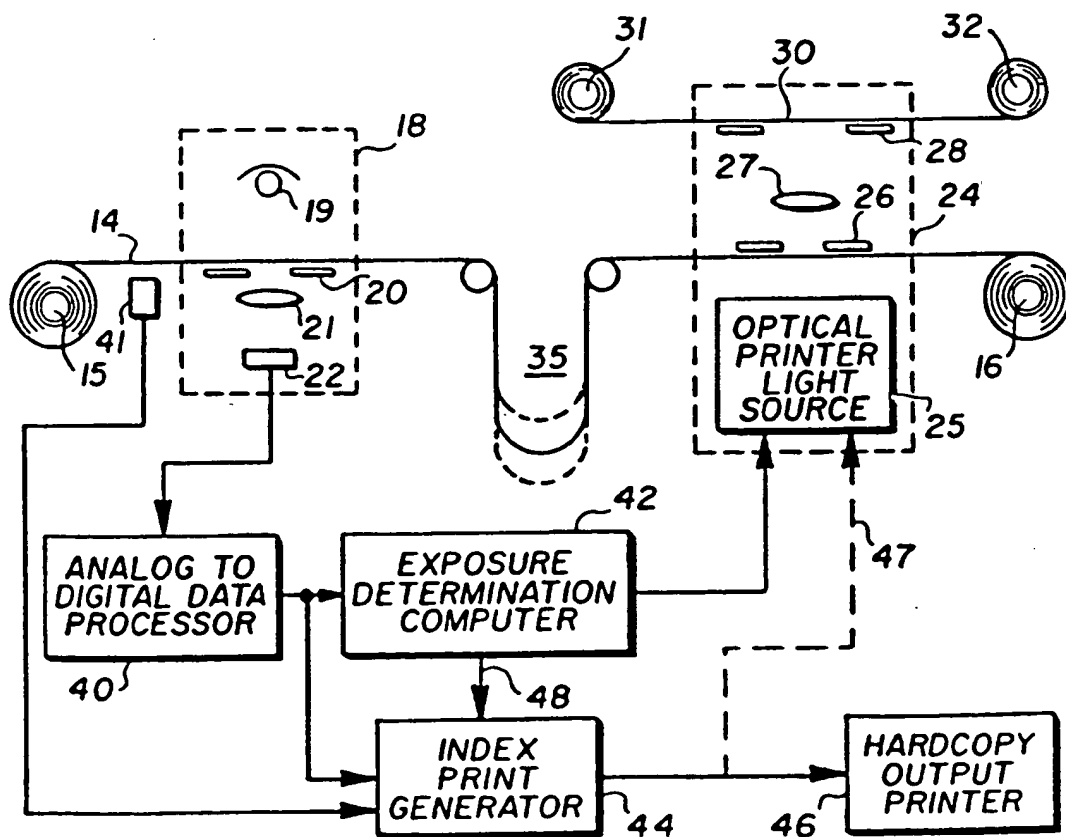 31
32
30
18
28
27
19
26
24
14
20
21
41
15
22
35
OPTICAL
PRINTER
LIGHT
SOURCE
16
25
42
47
ANALOG TO
DIGITAL DATA
PROCESSOR
EXPOSURE
DETERMINATION
COMPUTER
40
48
INDEX
PRINT
GENERATOR
HARDCOPY
OUTPUT
PRINTER
44
46